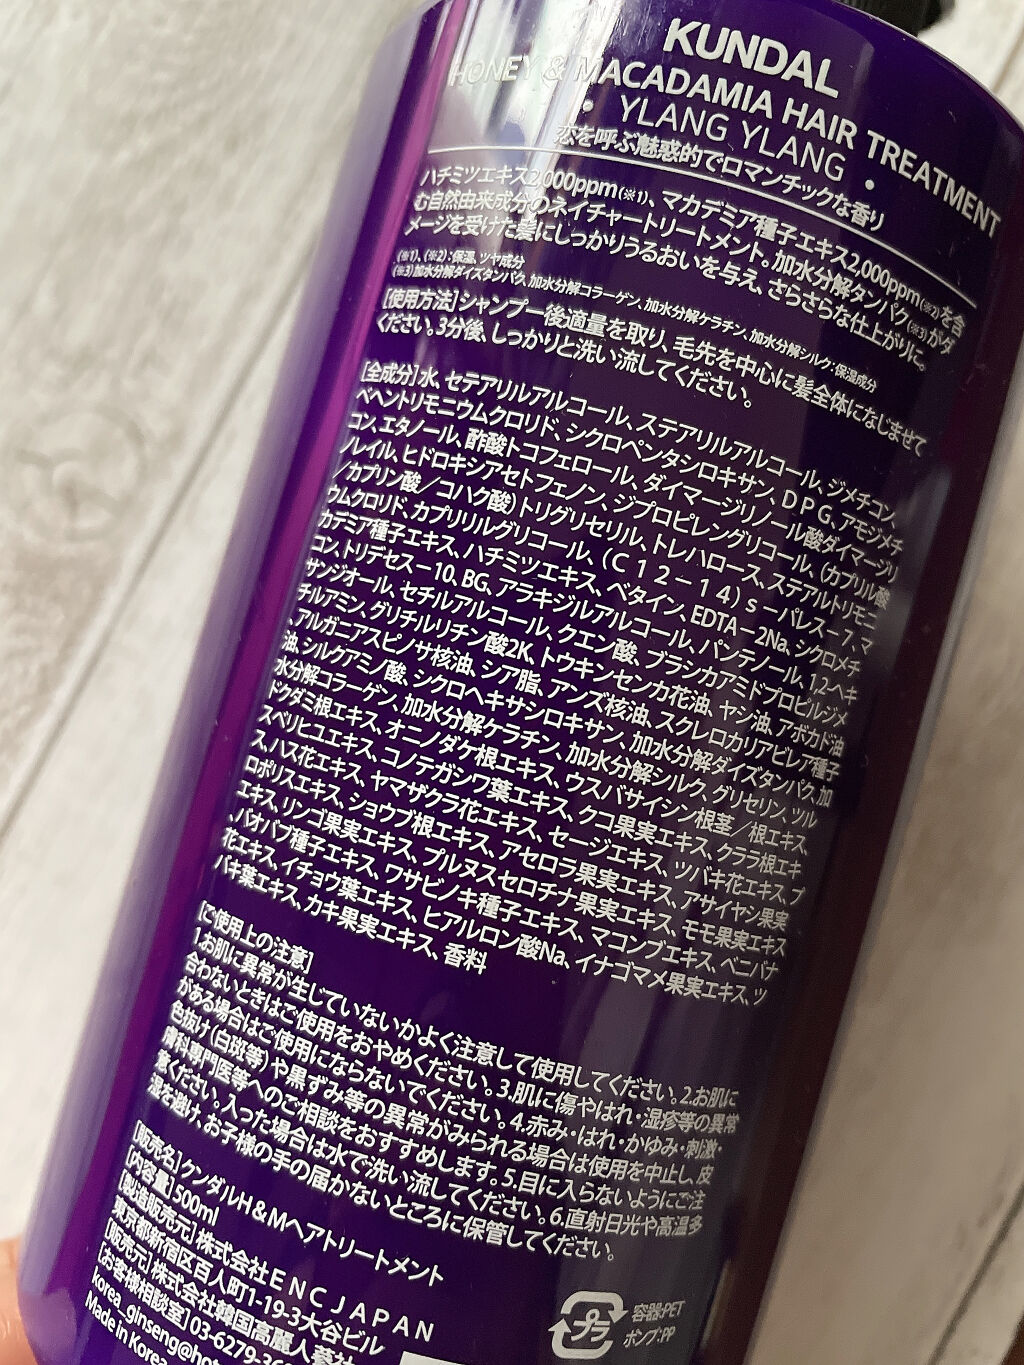 KUNDAL
HONEY & MACADAMIA HAIR TREATMENT
• YLANG YLANG •
恋を呼ぶ魅惑的でロマンチックな香り
ハチミツエキス2,000ppm(※1)、マカデミア種子エキス2,000ppm(※2)を含
む自然由来成分のネイチャートリートメント。加水分解タンパク(※3)がダ
メージを受けた髪にしっかりうるおいを与え、さらさらな仕上がりに。
(※1)、(※2):保湿、ツヤ成分
(※3)加水分解ダイズタンパク、加水分解コラーゲン、加水分解ケラチン、加水分解シルク:保湿成分
[使用方法]シャンプー後適量を取り、毛先を中心に髪全体になじませて
ください。3分後、しっかりと洗い流してください。
[全成分]水、セテアリルアルコール、ステアリルアルコール、ジメチコン、
ベヘントリモニウムクロリド、シクロペンタシロキサン、DPG、アモジメチ
コン、エタノール、酢酸トコフェロール、ダイマージリノール酸ダイマージリ
ノレイル、ヒドロキシアセトフェノン、ジプロピレングリコール、(カプリル酸
/カプリン酸/コハク酸)トリグリセリル、トレハロース、ステアルトリモニ
ウムクロリド、カプリリルグリコール、(C12-14)s-パレス-7、マ
カデミア種子エキス、ハチミツエキス、ベタイン、EDTA-2Na、シクロメチ
コン、トリデセス-10、BG、アラキジルアルコール、パンテノール、1,2-ヘキ
サンジオール、セチルアルコール、クエン酸、ブラシカアミドプロピルジメ
チルアミン、グリチルリチン酸2K、トウキンセンカ花油、ヤシ油、アボカド油
、アルガニアスピノサ核油、シア脂、アンズ核油、スクレロカリアビレア種子
油、シルクアミノ酸、シクロヘキサシロキサン、加水分解ダイズタンパク、加
水分解コラーゲン、加水分解ケラチン、加水分解シルク、グリセリン、ツル
ドクダミ根エキス、オニノダケ根エキス、ウスバサイシン根茎/根エキス、
スベリヒユエキス、コノテガシワ葉エキス、クコ果実エキス、クララ根エキ
ス、ハス花エキス、ヤマザクラ花エキス、セージエキス、ツバキ花エキス、プ
ロポリスエキス、ショウブ根エキス、アセロラ果実エキス、アサイヤシ果実
エキス、リンゴ果実エキス、プルヌスセロチナ果実エキス、モモ果実エキス
、バオバブ種子エキス、ワサビノキ種子エキス、マコンブエキス、ベニバナ
花エキス、イチョウ葉エキス、ヒアルロン酸Na、イナゴマメ果実エキス、ツ
バキ葉エキス、カキ果実エキス、香料
[ご使用上の注意]
1.お肌に異常が生じていないかよく注意して使用してください。2.お肌に
合わないときはご使用をおやめください。3.肌に傷やはれ・湿疹等の異常
がある場合はご使用にならないでください。4.赤み・はれ・かゆみ・刺激・
色抜け(白斑等)や黒ずみ等の異常がみられる場合は使用を中止し、皮
膚科専門医等へのご相談をおすすめします。5.目に入らないようにご注
意ください。入った場合は水で洗い流してください。6.直射日光や高温多
湿を避け、お子様の手の届かないところに保管してください。
[販売名]クンダルH&Mヘアトリートメント
[内容量]500ml
[製造販売元]株式会社ENC JAPAN
東京都新宿区百人町1-19-3大谷ビル
[販売元]株式会社韓国高麗人蔘社
[お客様相談室]03-6279-36
korea_ginseng@hot
Made in Korea
プラ
容器:PET
ポンプ:PP